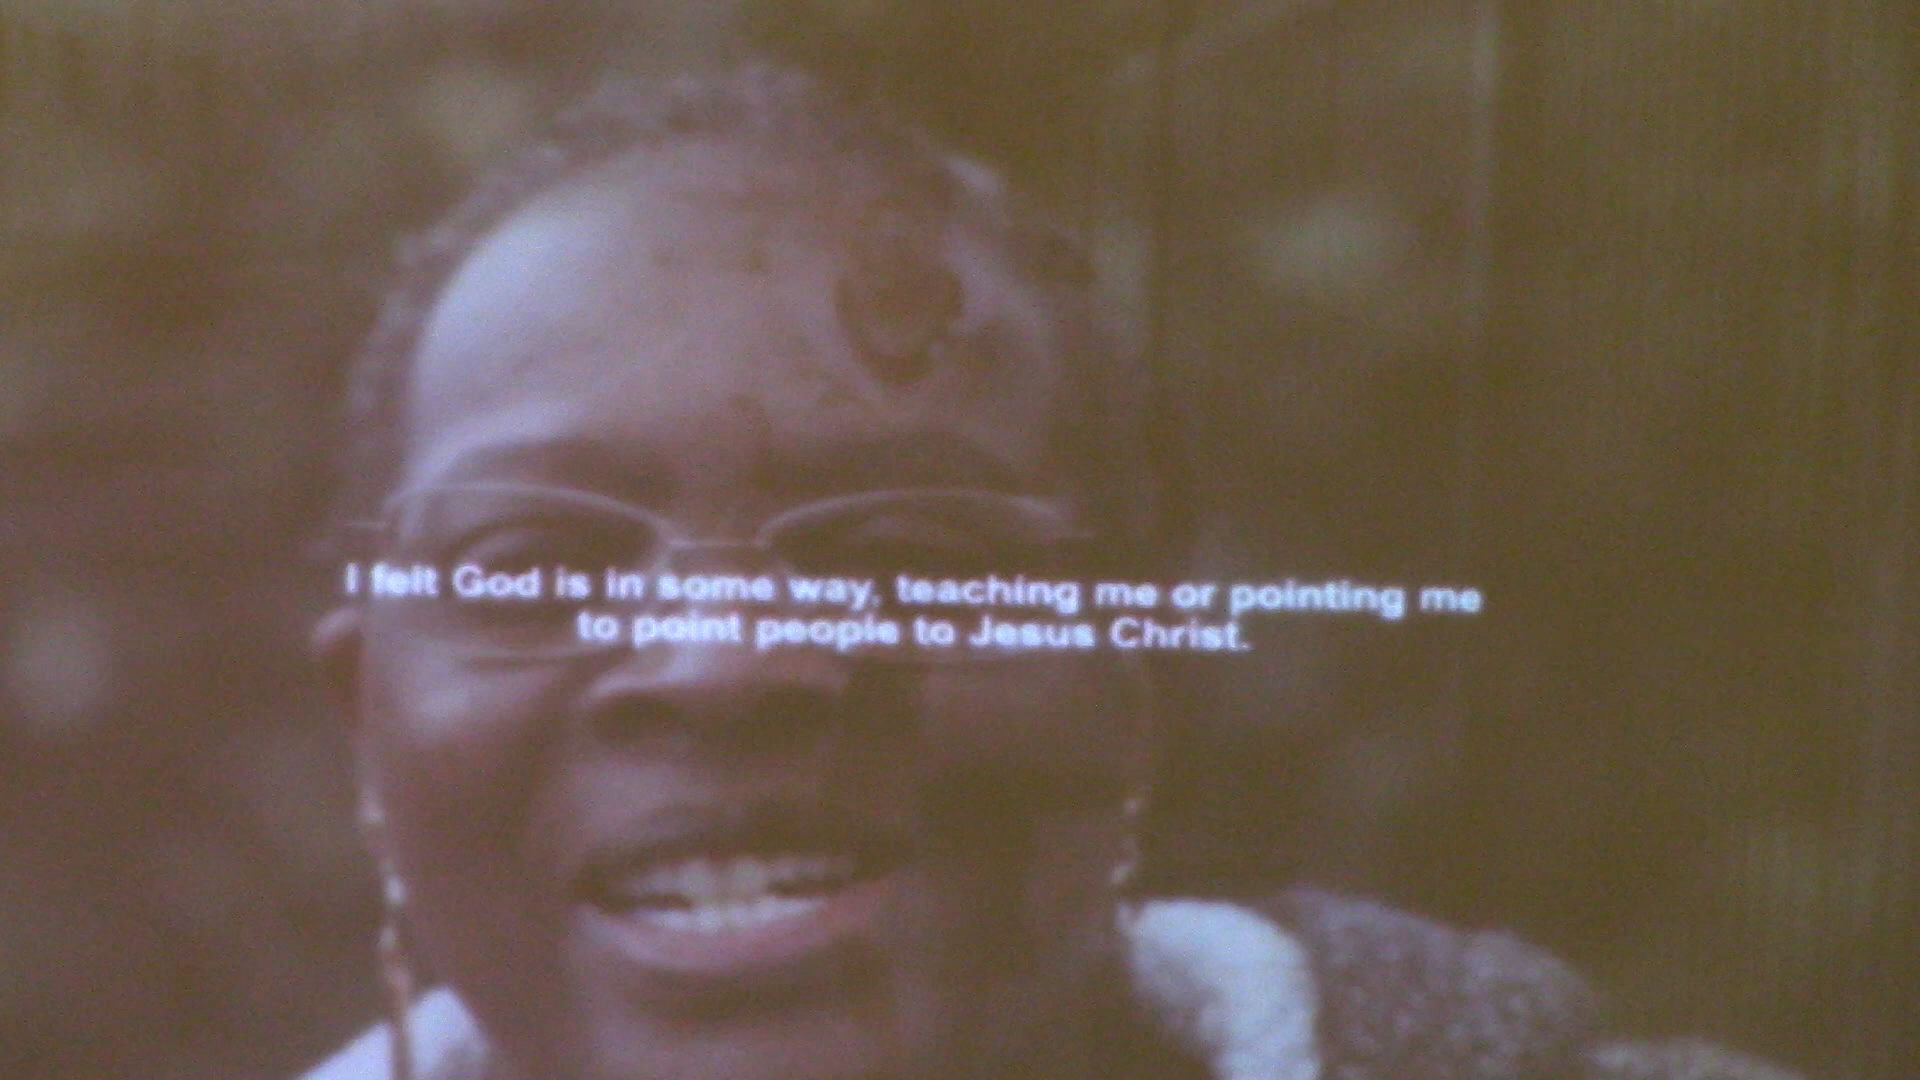 I felt God is in some way, teaching me or pointing me
to point people to Jesus Christ.